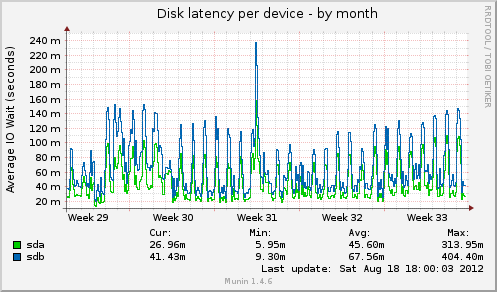 Disk latency per device - by month
RRDTOOL / TOBI OETIKER
Average IO Wait (seconds)
240 m
220 m
200 m
180 m
160 m
140 m
120 m
100 m
80 m
60 m
40 m
20 m
Week 29 Week 30 Week 31 Week 32 Week 33
Cur: Min: Avg: Max:
sda 26.96m 5.95m 45.60m 313.95m
sdb 41.43m 9.30m 67.56m 404.40m
Last update: Sat Aug 18 18:00:03 2012
Munin 1.4.6